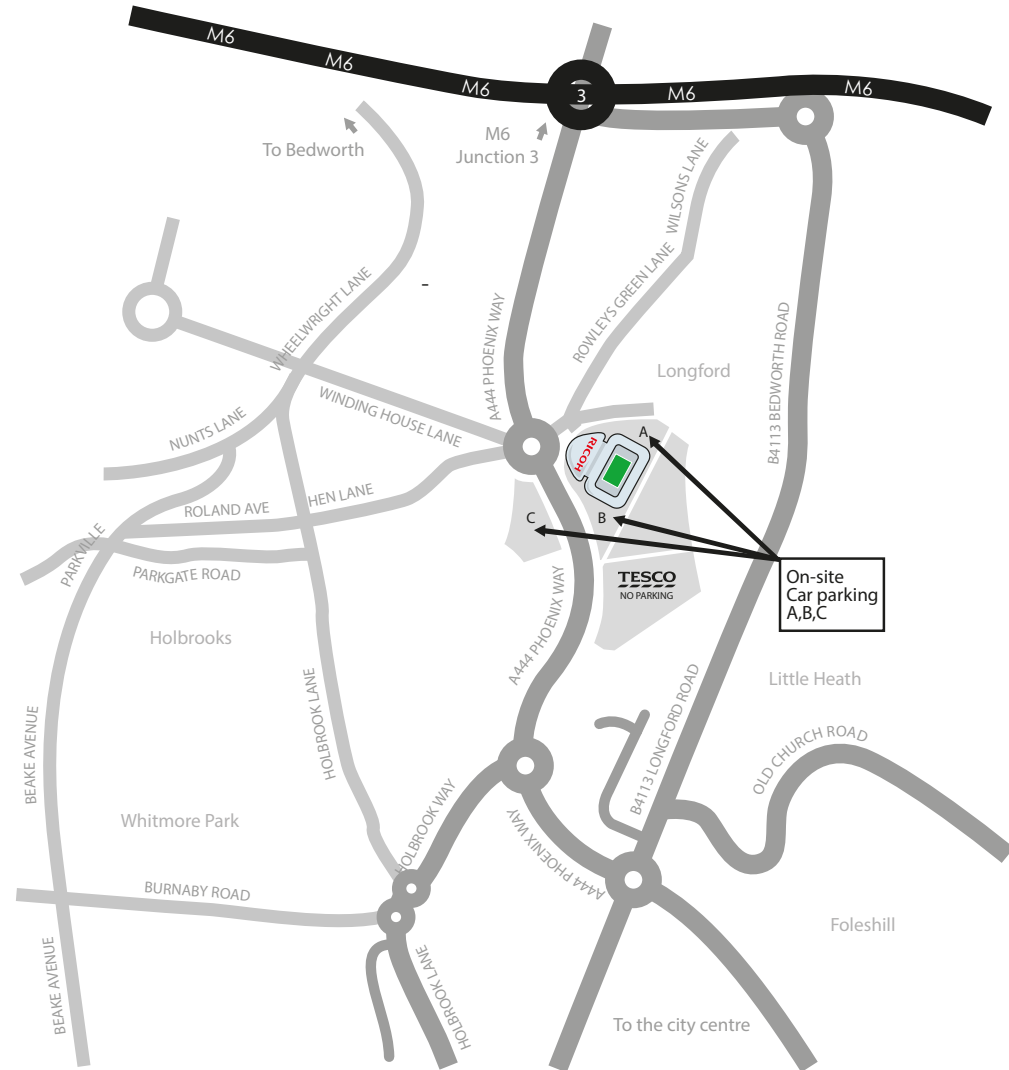 M6
M6
M6
3
M6
M6
To Bedworth
M6
Junction 3
WILSONS LANE
ROWLEYS GREEN LANE
WHEELWRIGHT LANE
-
A444 PHOENIX WAY
B4113 BEDWORTH ROAD
Longford
WINDING HOUSE LANE
NUNTS LANE
A
RICOH
HEN LANE
ROLAND AVE
C
B
PARKVILLE
PARKGATE ROAD
TESCO
NO PARKING
On-site
Car parking
A,B,C
Holbrooks
A444 PHOENIX WAY
Little Heath
HOLBROOK LANE
BEAKE AVENUE
B4113 LONGFORD ROAD
OLD CHURCH ROAD
Whitmore Park
HOLBROOK WAY
A444 PHOENIX WAY
BURNABY ROAD
Foleshill
BEAKE AVENUE
HOLBROOK LANE
To the city centre